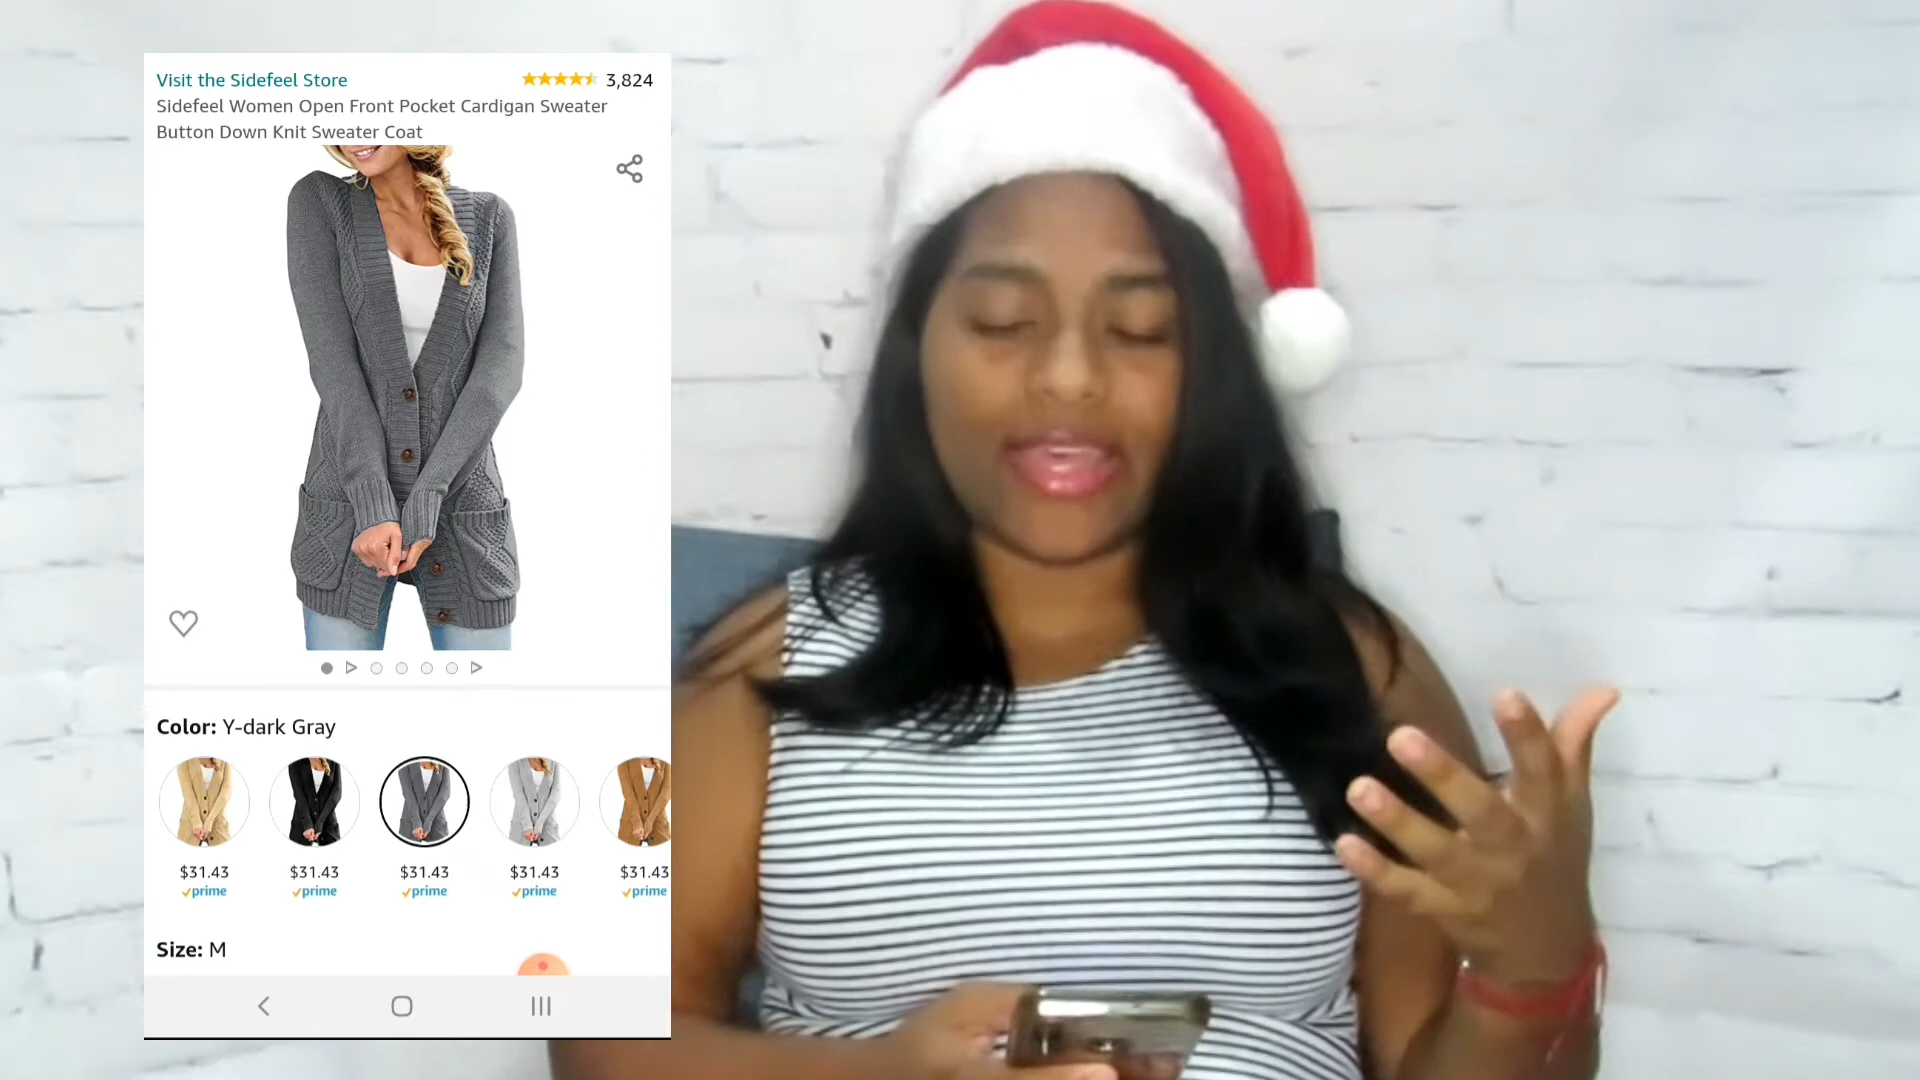 Visit the Sidefeel Store
3,824
Sidefeel Women Open Front Pocket Cardigan Sweater
Button Down Knit Sweater Coat
Color: Y-dark Gray
$31.43 $31.43 $31.43 $31.43 $31.43
prime prime prime prime prime
Size: M